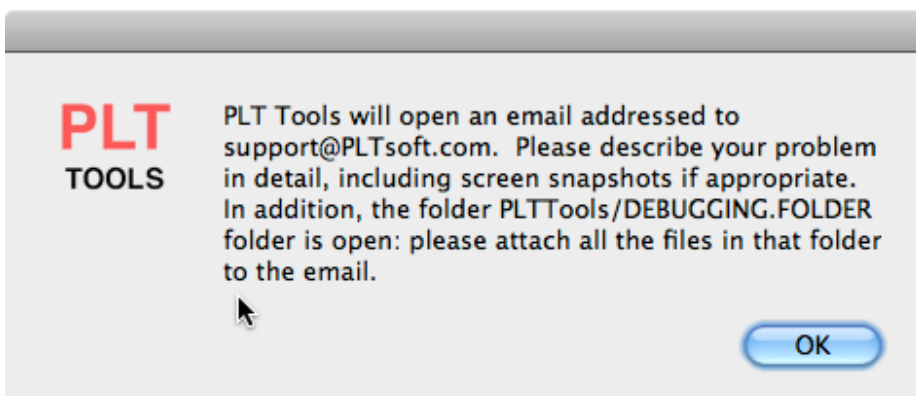 PLT
TOOLS
PLT Tools will open an email addressed to
support@PLTsoft.com.  Please describe your problem
in detail, including screen snapshots if appropriate.
In addition, the folder PLTTools/DEBUGGING.FOLDER
folder is open: please attach all the files in that folder
to the email.
OK